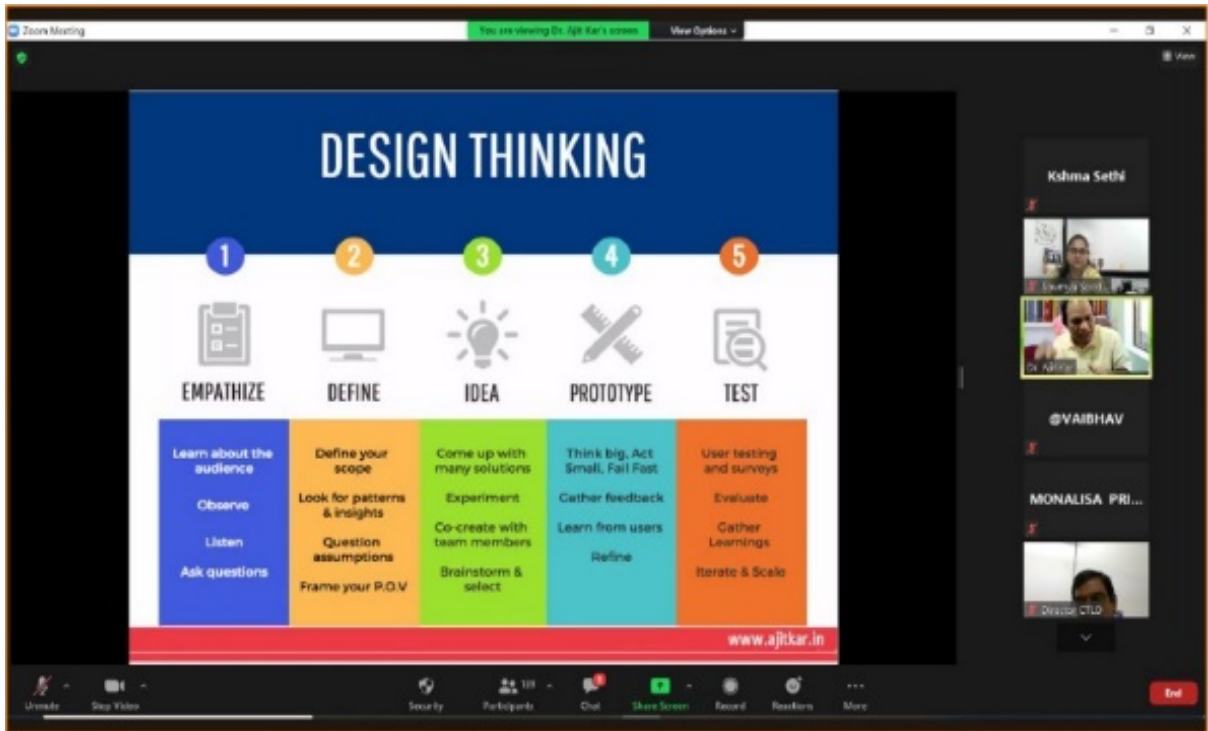 Zoom Meeting
You are viewing Dr. Ajit Kar's screen
View Options
View
DESIGN THINKING
1
2
3
4
5
EMPATHIZE
DEFINE
IDEA
PROTOTYPE
TEST
Learn about the
audience
Observe
Listen
Ask questions
Define your
scope
Look for patterns
& insights
Question
assumptions
Frame your P.O.V
Come up with
many solutions
Experiment
Co-create with
team members
Brainstorm &
select
Think big, Act
Small, Fail Fast
Gather feedback
Learn from users
Refine
User testing
and surveys
Evaluate
Gather
Learnings
Iterate & Scale
www.ajitkar.in
Kshma Sethi
Dr. Ajit Kar
@VAIBHAV
MONALISA PRI...
Director CTLD
Unmute
Stop Video
Security
Participants
Chat
Share Screen
Record
Reactions
More
End